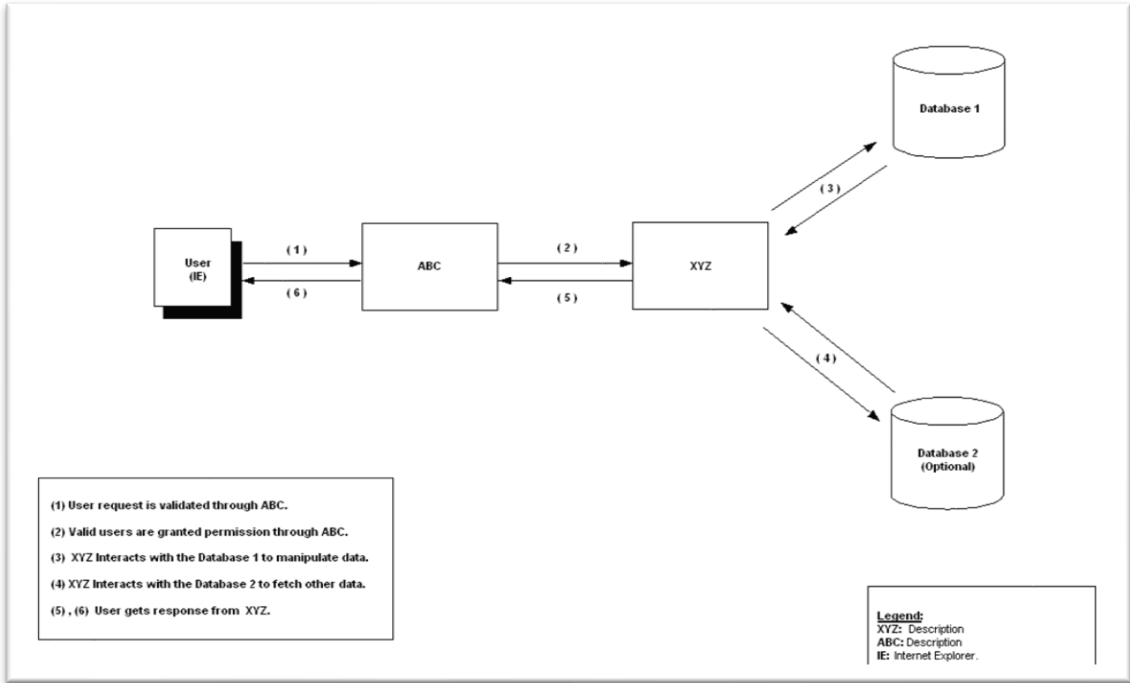 Database 1
( 3 )
( 1 )
( 2 )
User
(IE)
ABC
XYZ
( 6 )
( 5 )
( 4 )
Database 2
(Optional)
(1) User request is validated through ABC.
(2) Valid users are granted permission through ABC.
(3) XYZ Interacts with the Database 1 to manipulate data.
(4) XYZ Interacts with the Database 2 to fetch other data.
(5) , (6) User gets response from XYZ.
Legend:
XYZ: Description
ABC: Description
IE: Internet Explorer.